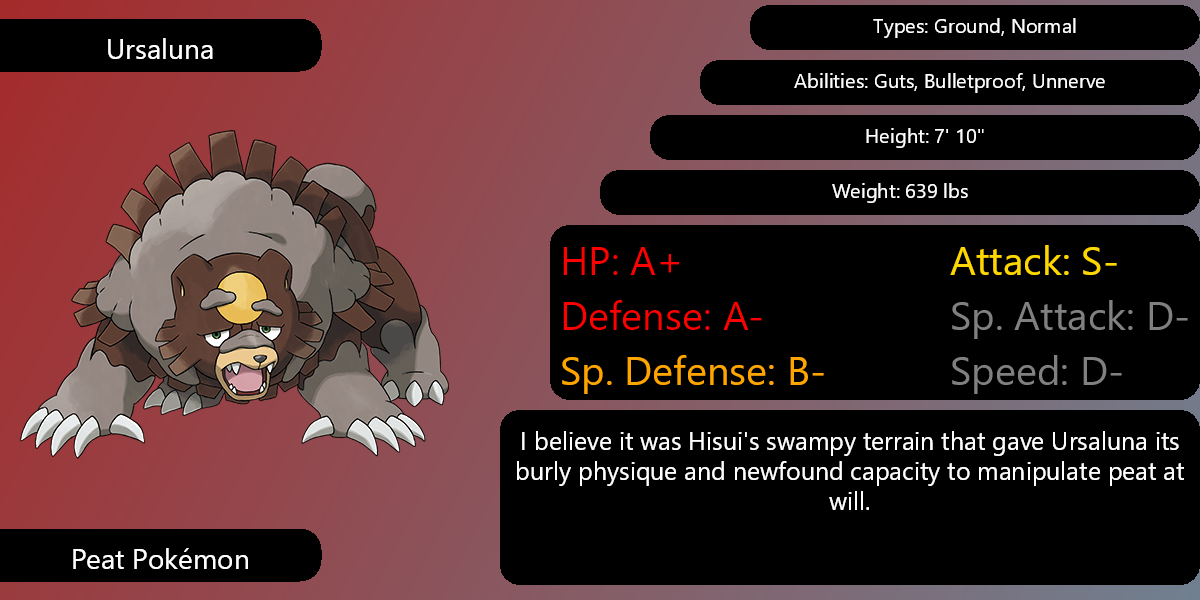 Ursaluna
Types: Ground, Normal
Abilities: Guts, Bulletproof, Unnerve
Height: 7' 10"
Weight: 639 lbs
HP: A+
Attack: S-
Defense: A-
Sp. Attack: D-
Sp. Defense: B-
Speed: D-
I believe it was Hisui's swampy terrain that gave Ursaluna its
burly physique and newfound capacity to manipulate peat at
will.
Peat Pokémon